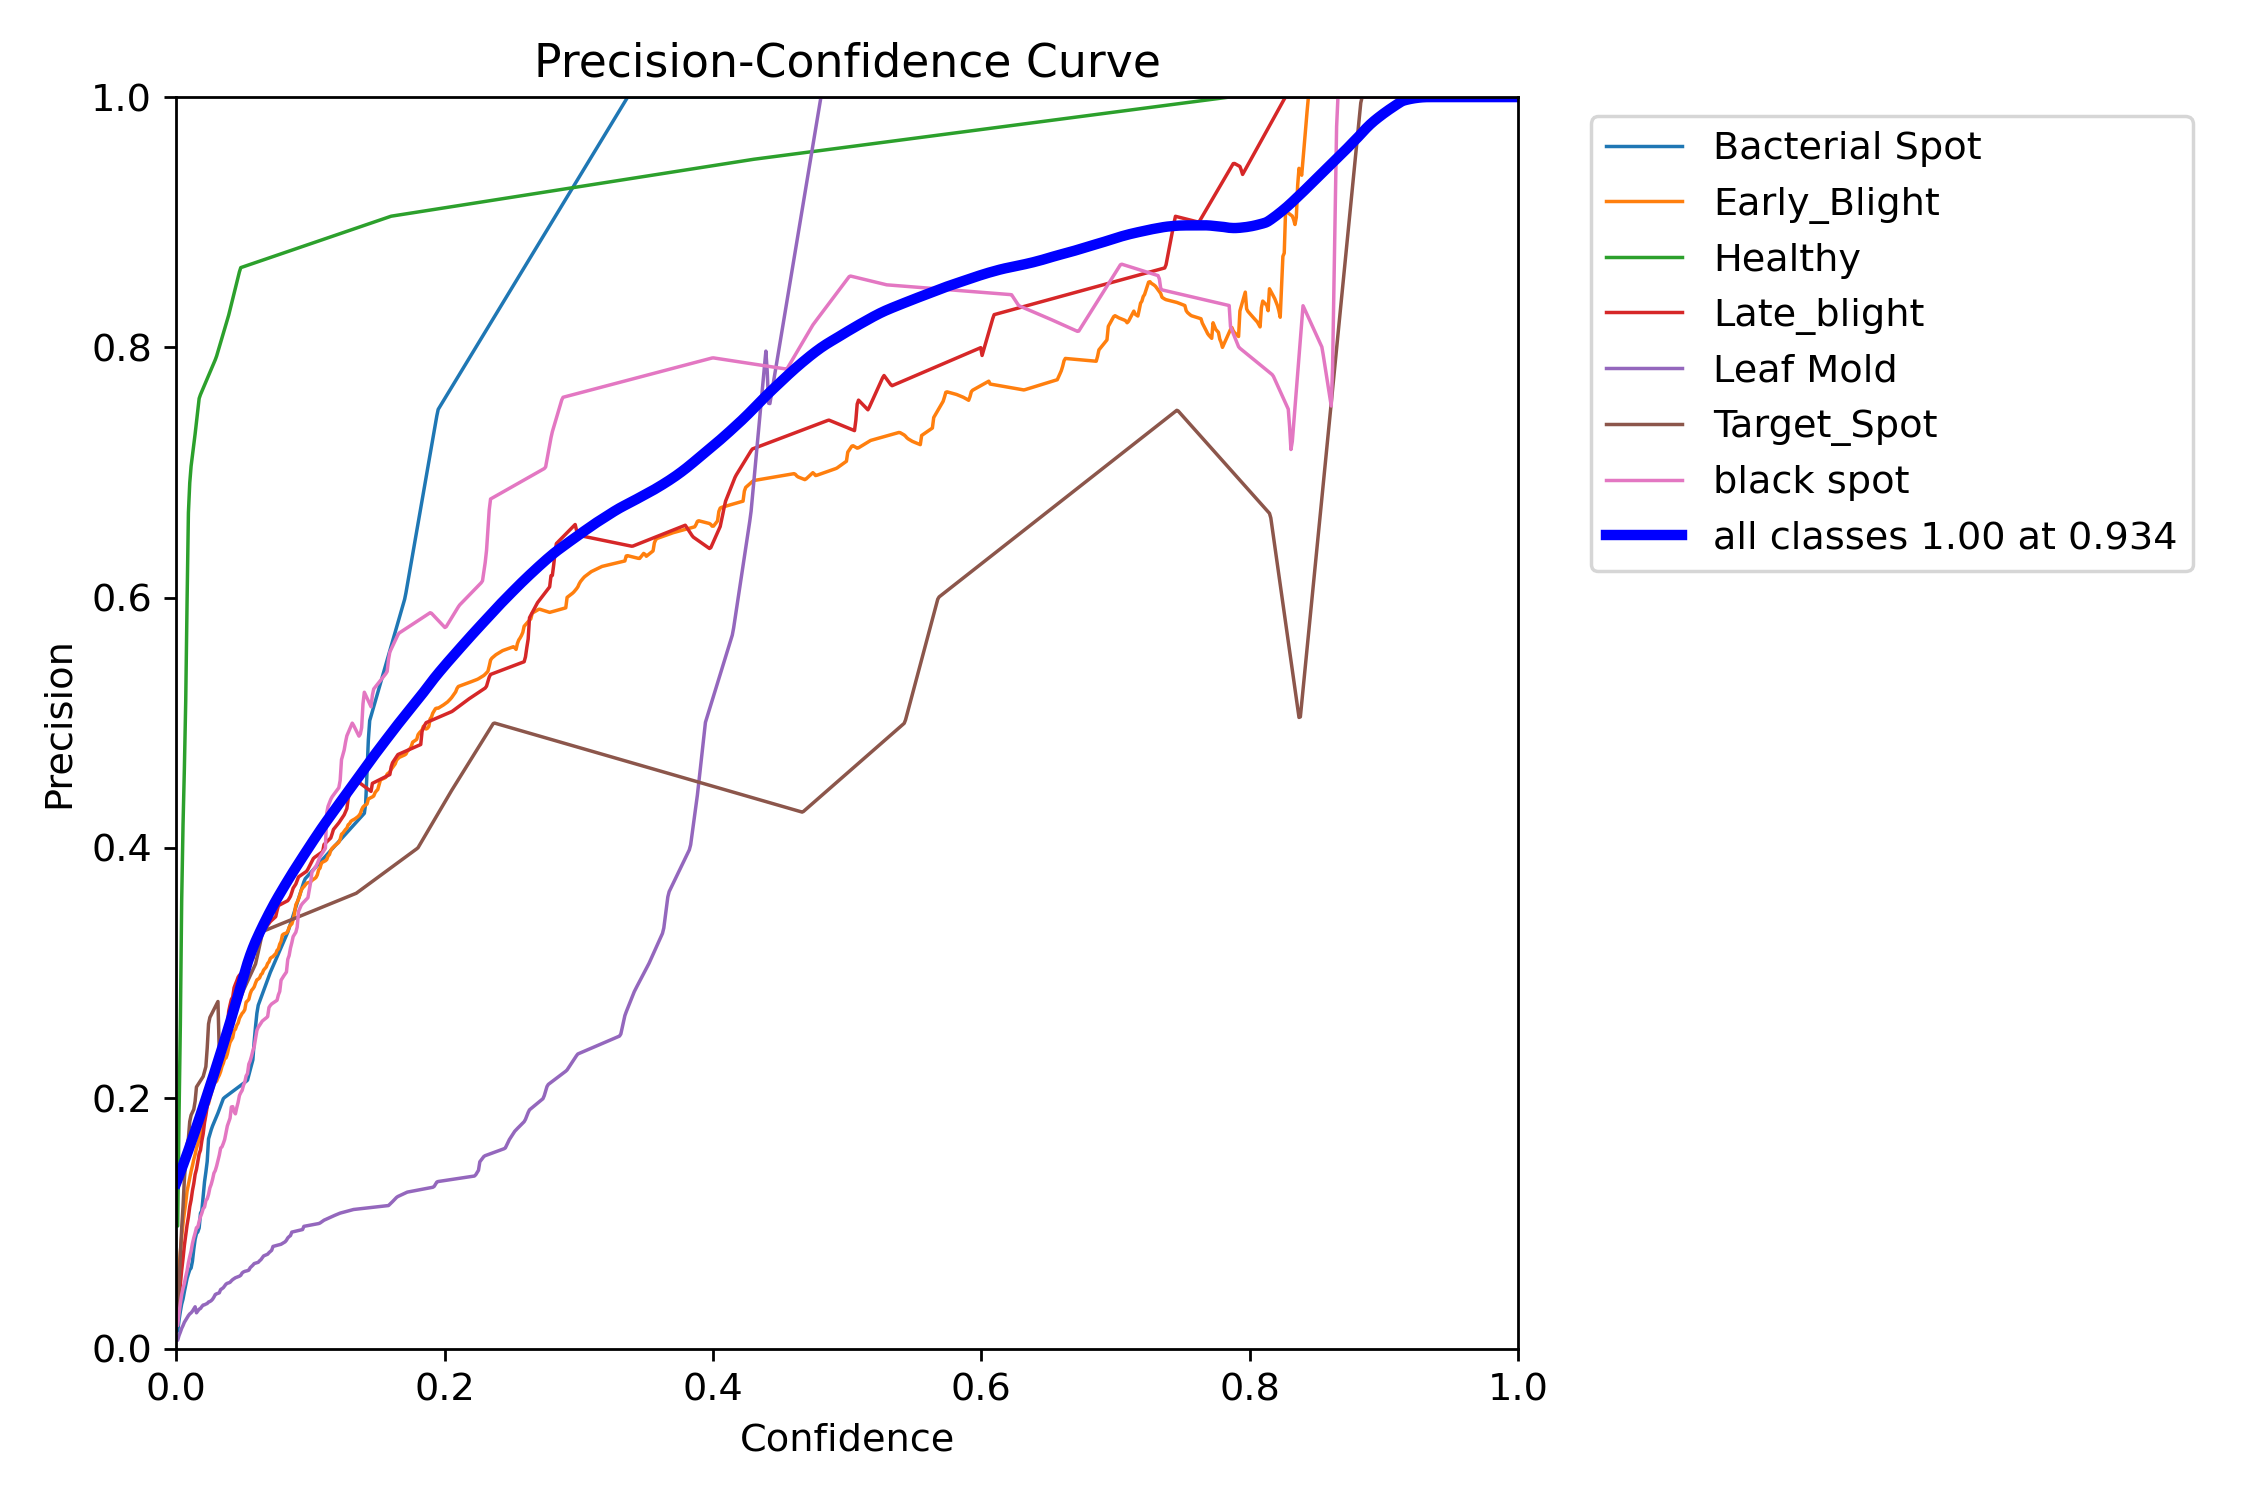 Precision-Confidence Curve
1.0
0.8
0.6
0.4
0.2
0.0
Precision
0.0 0.2 0.4 0.6 0.8 1.0
Confidence
Bacterial Spot
Early_Blight
Healthy
Late_blight
Leaf Mold
Target_Spot
black spot
all classes 1.00 at 0.934